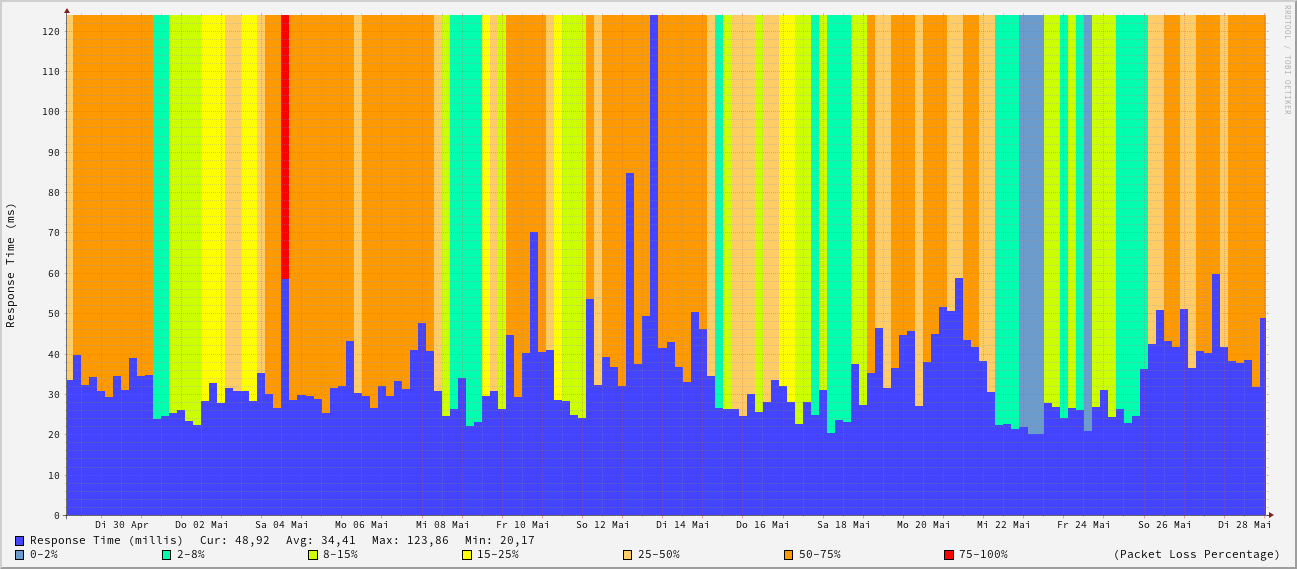 RRDTOOL / TOBI OETIKER
Response Time (ms)
120
110
100
90
80
70
60
50
40
30
20
10
0
Di 30 Apr Do 02 Mai Sa 04 Mai Mo 06 Mai Mi 08 Mai Fr 10 Mai So 12 Mai Di 14 Mai Do 16 Mai Sa 18 Mai Mo 20 Mai Mi 22 Mai Fr 24 Mai So 26 Mai Di 28 Mai
Response Time (millis) Cur: 48,92 Avg: 34,41 Max: 123,86 Min: 20,17
0-2% 2-8% 8-15% 15-25% 25-50% 50-75% 75-100% (Packet Loss Percentage)